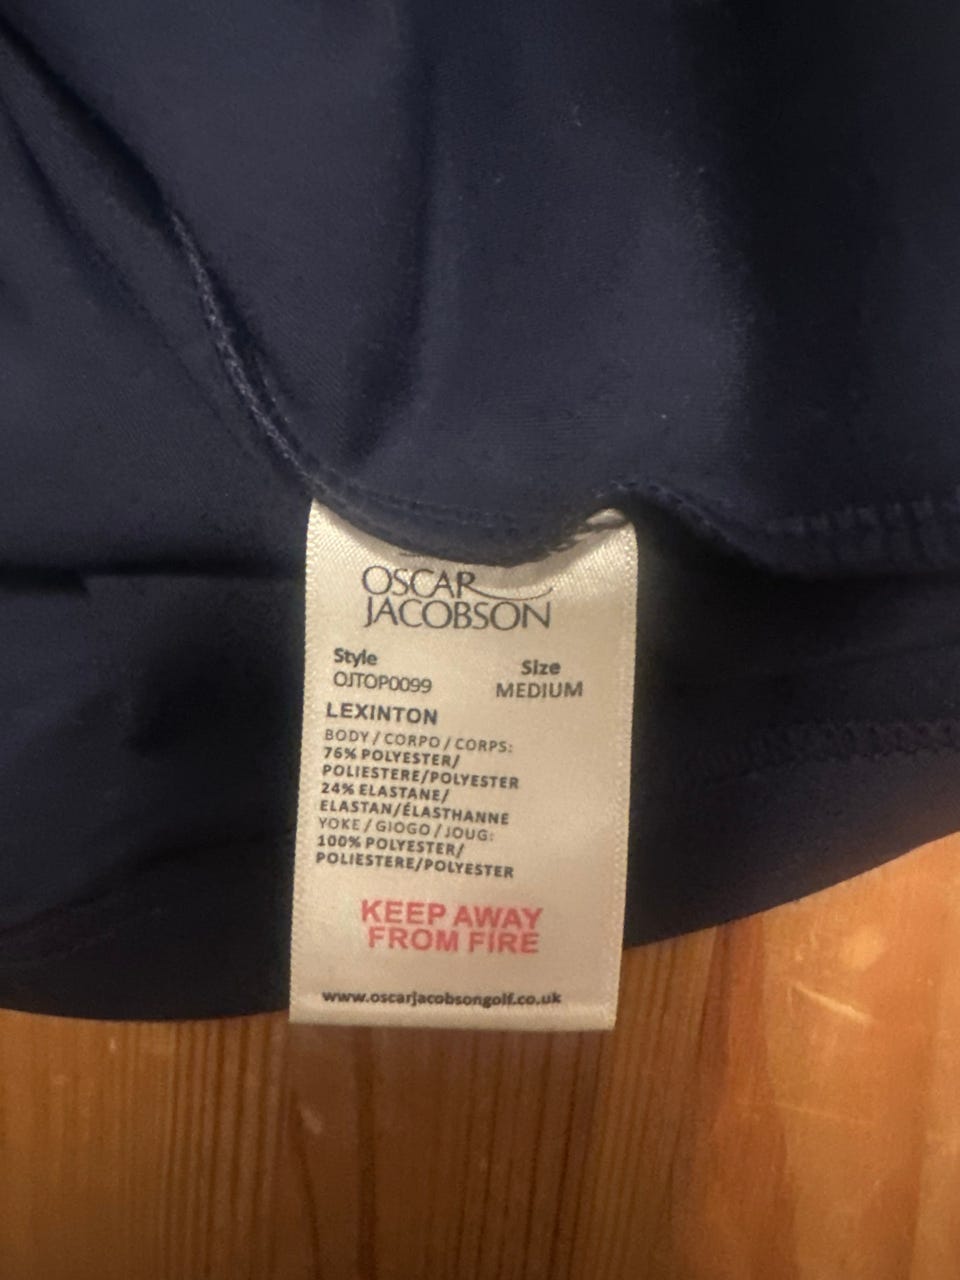 OSCAR
JACOBSON
Style Size
OJTOP0099 MEDIUM
LEXINTON
BODY / CORPO / CORPS:
76% POLYESTER/
POLIESTERE/POLYESTER
24% ELASTANE/
ELASTAN/ÉLASTHANNE
YOKE / GIOGO / JOUG:
100% POLYESTER/
POLIESTERE/POLYESTER
KEEP AWAY
FROM FIRE
www.oscarjacobsongolf.co.uk